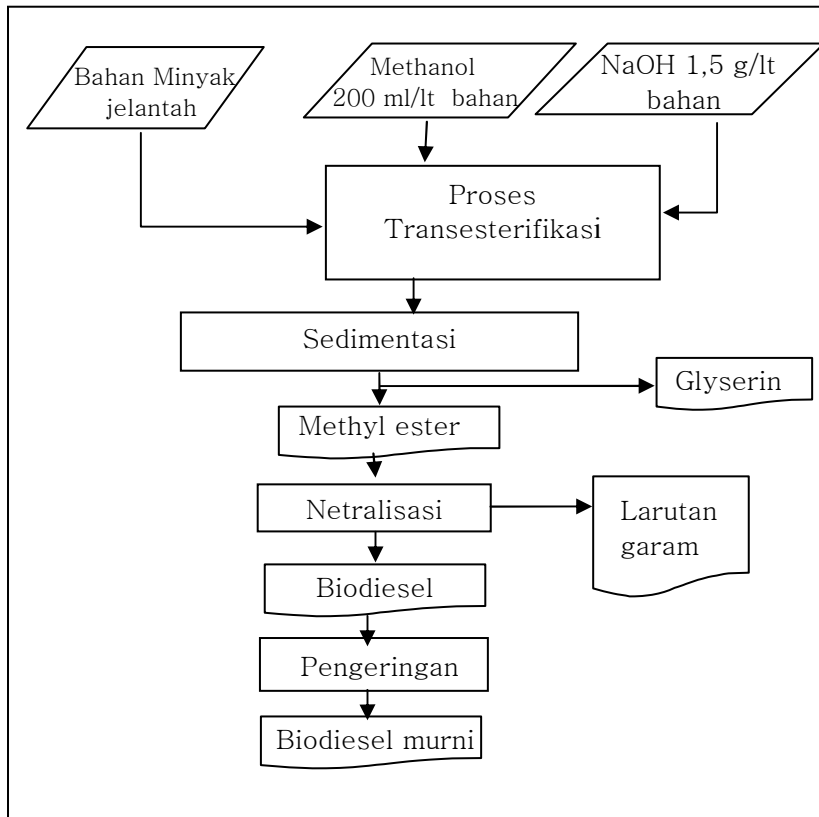 Bahan Minyak
jelantah
Methanol
200 ml/lt bahan
NaOH 1,5 g/lt
bahan
Proses
Transesterifikasi
Sedimentasi
Glyserin
Methyl ester
Netralisasi
Larutan
garam
Biodiesel
Pengeringan
Biodiesel murni